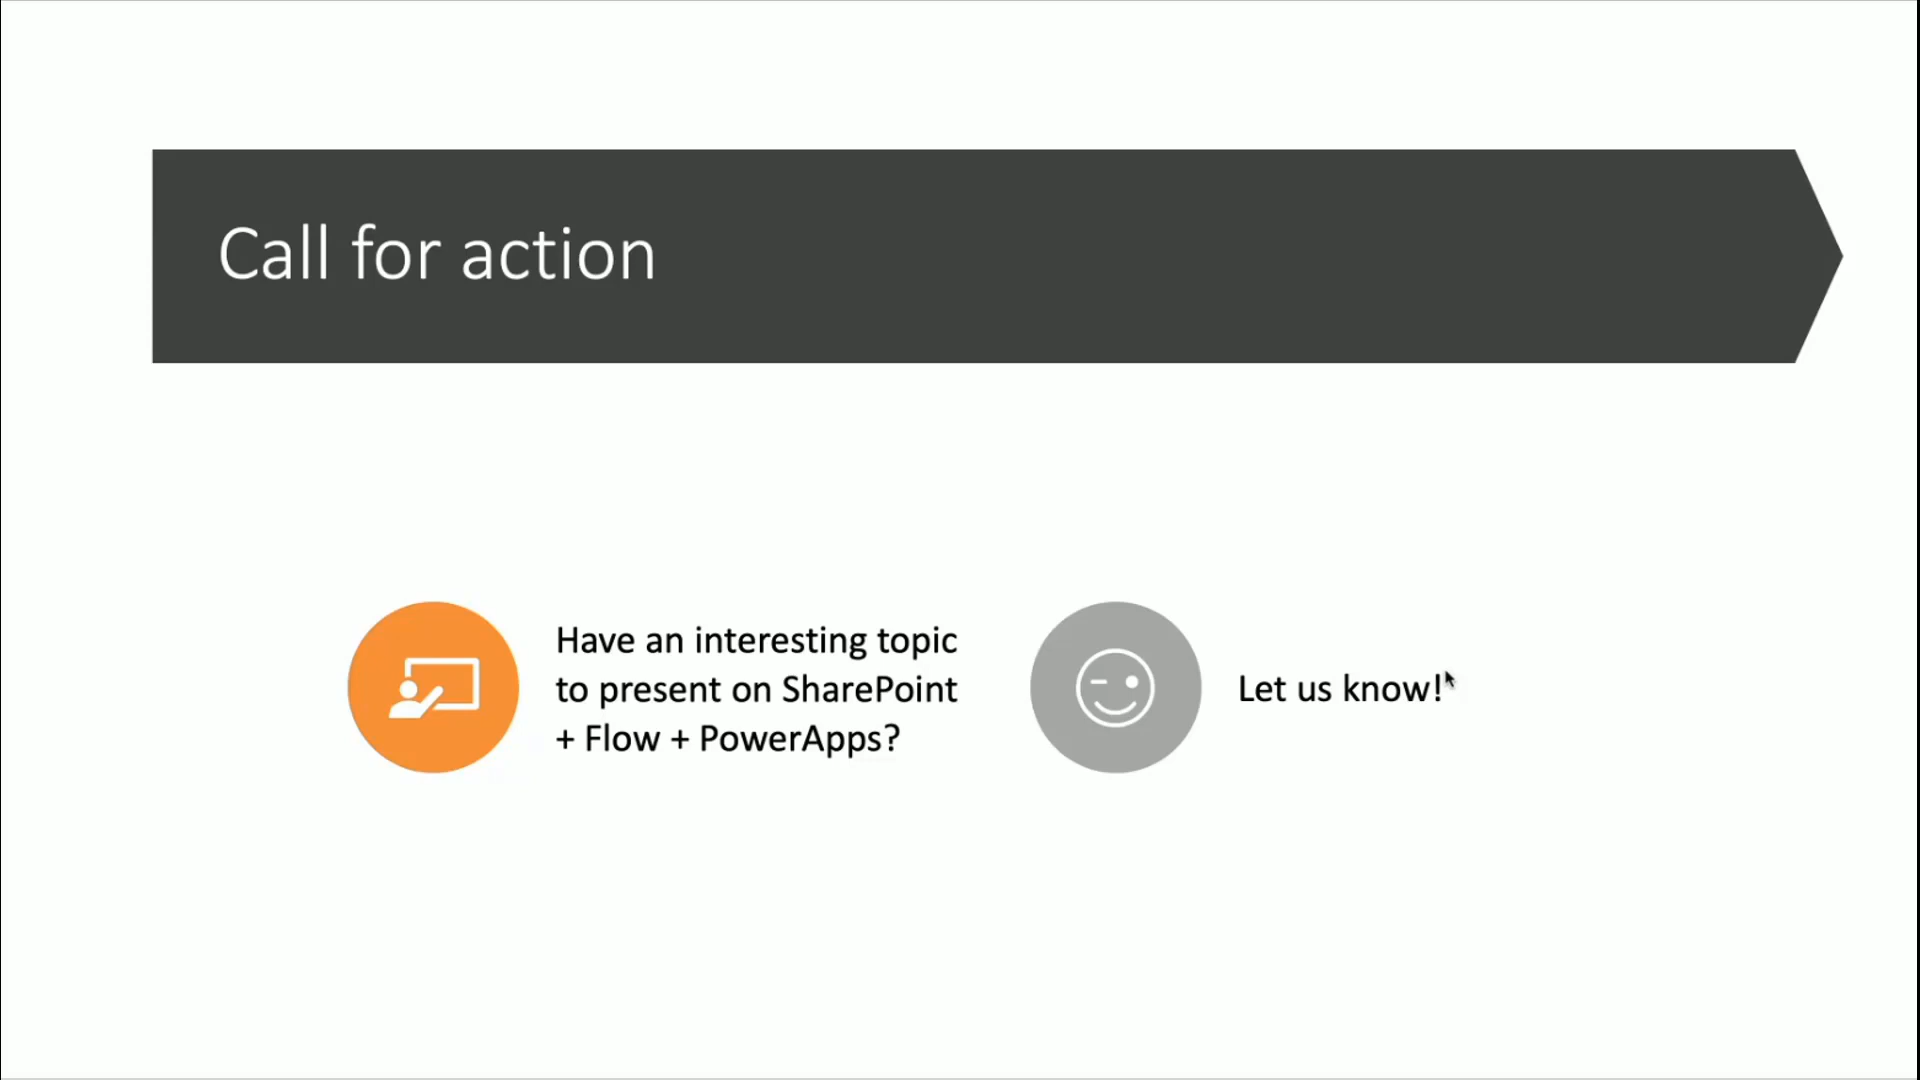 Call for action
Have an interesting topic
to present on SharePoint
+ Flow + PowerApps?
Let us know!